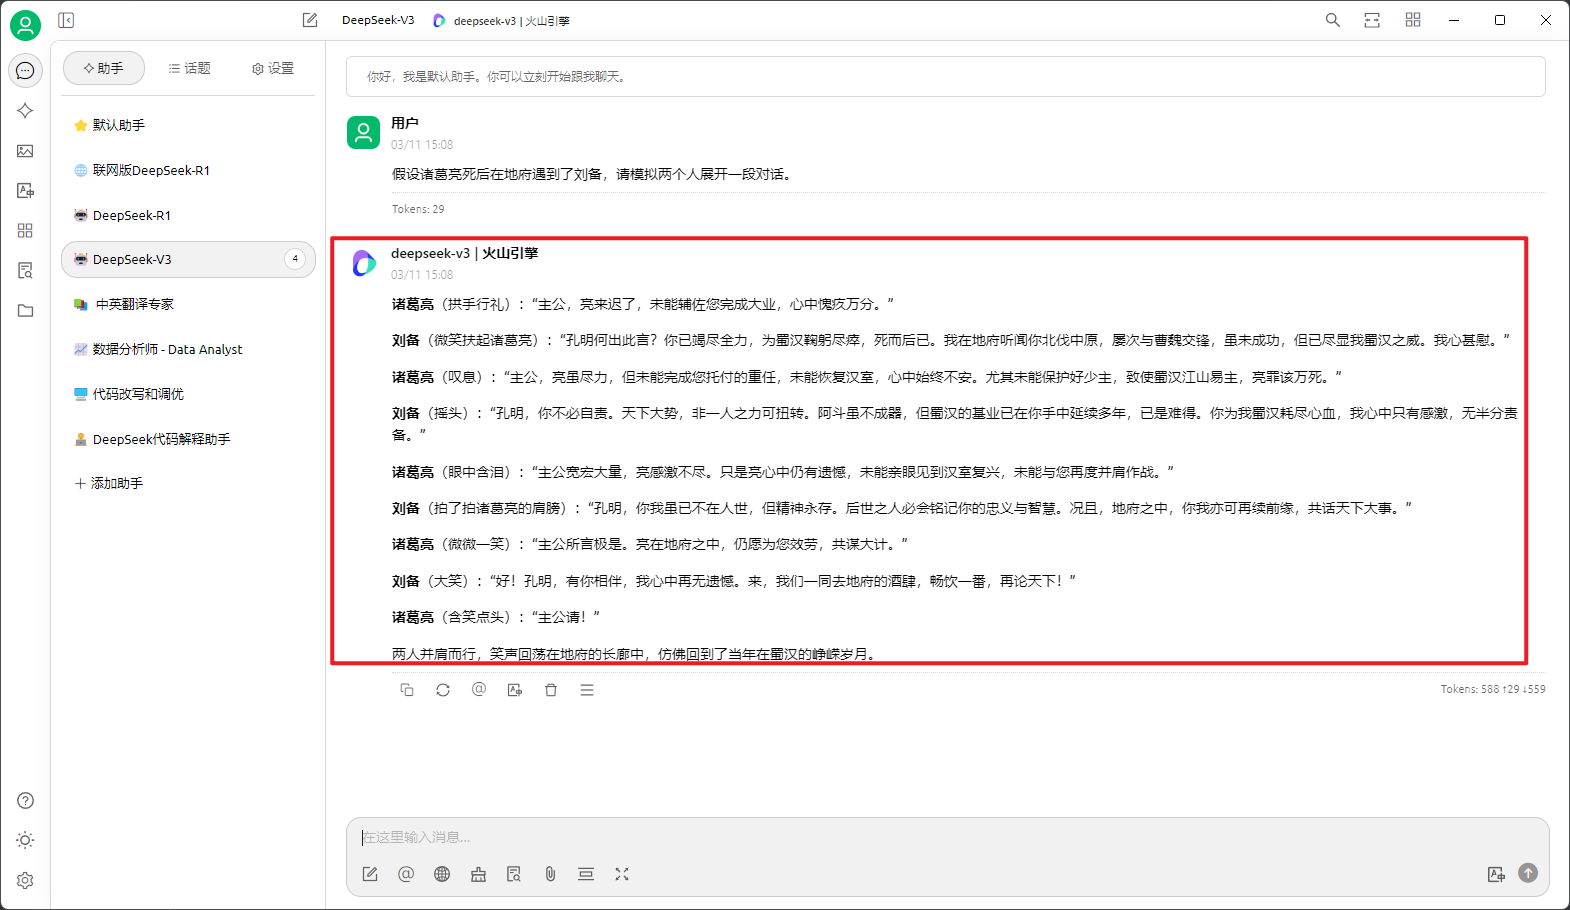 DeepSeek-V3 deepseek-v3 | 火山引擎
助手 话题 设置
默认助手
联网版DeepSeek-R1
DeepSeek-R1
DeepSeek-V3 4
中英翻译专家
数据分析师 - Data Analyst
代码改写和调优
DeepSeek代码解释助手
添加助手
你好，我是默认助手。你可以立刻开始跟我聊天。
用户
03/11 15:08
假设诸葛亮死后在地府遇到了刘备，请模拟两个人展开一段对话。
Tokens: 29
deepseek-v3 | 火山引擎
03/11 15:08
诸葛亮（拱手行礼）：“主公，亮来迟了，未能辅佐您完成大业，心中愧疚万分。”
刘备（微笑扶起诸葛亮）：“孔明何出此言？你已竭尽全力，为蜀汉鞠躬尽瘁，死而后已。我在地府听闻你北伐中原，屡次与曹魏交锋，虽未成功，但已尽显我蜀汉之威。我心甚慰。”
诸葛亮（叹息）：“主公，亮虽尽力，但未能完成您托付的重任，未能恢复汉室，心中始终不安。尤其未能保护好少主，致使蜀汉江山易主，亮罪该万死。”
刘备（摇头）：“孔明，你不必自责。天下大势，非一人之力可扭转。阿斗虽不成器，但蜀汉的基业已在你手中延续多年，已是难得。你为我蜀汉耗尽心血，我心中只有感激，无半分责
备。”
诸葛亮（眼中含泪）：“主公宽宏大量，亮感激不尽。只是亮心中仍有遗憾，未能亲眼见到汉室复兴，未能与您再度并肩作战。”
刘备（拍了拍诸葛亮的肩膀）：“孔明，你我虽已不在人世，但精神永存。后世之人必会铭记你的忠义与智慧。况且，地府之中，你我亦可再续前缘，共话天下大事。”
诸葛亮（微微一笑）：“主公所言极是。亮在地府之中，仍愿为您效劳，共谋大计。”
刘备（大笑）：“好！孔明，有你相伴，我心中再无遗憾。来，我们一同去地府的酒肆，畅饮一番，再论天下！”
诸葛亮（含笑点头）：“主公请！”
两人并肩而行，笑声回荡在地府的长廊中，仿佛回到了当年在蜀汉的峥嵘岁月。
Tokens: 588 ↑29 ↓559
在这里输入消息...